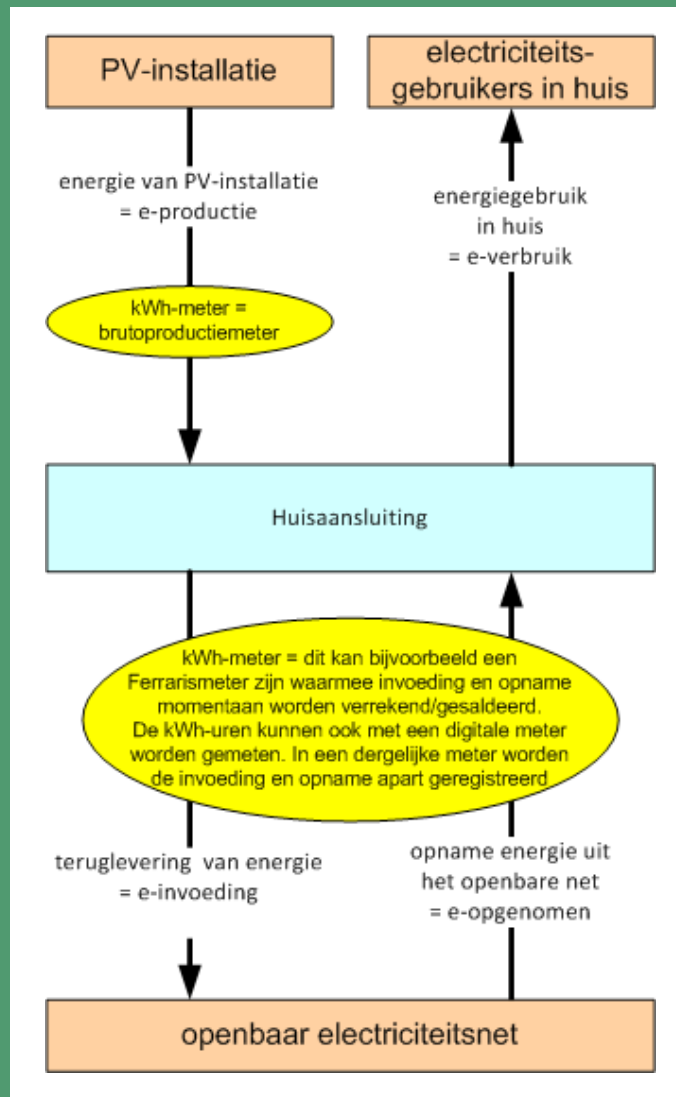 PV-installatie
electriciteits-
gebruikers in huis
energie van PV-installatie
= e-productie
energiegebruik
in huis
= e-verbruik
kWh-meter =
brutoproductiemeter
Huisaansluiting
kWh-meter = dit kan bijvoorbeeld een
Ferrarismeter zijn waarmee invoeding en opname
momentaan worden verrekend/gesaldeerd.
De kWh-uren kunnen ook met een digitale meter
worden gemeten. In een dergelijke meter worden
de invoeding en opname apart geregistreerd
teruglevering van energie
= e-invoeding
opname energie uit
het openbare net
= e-opgenomen
openbaar electriciteitsnet